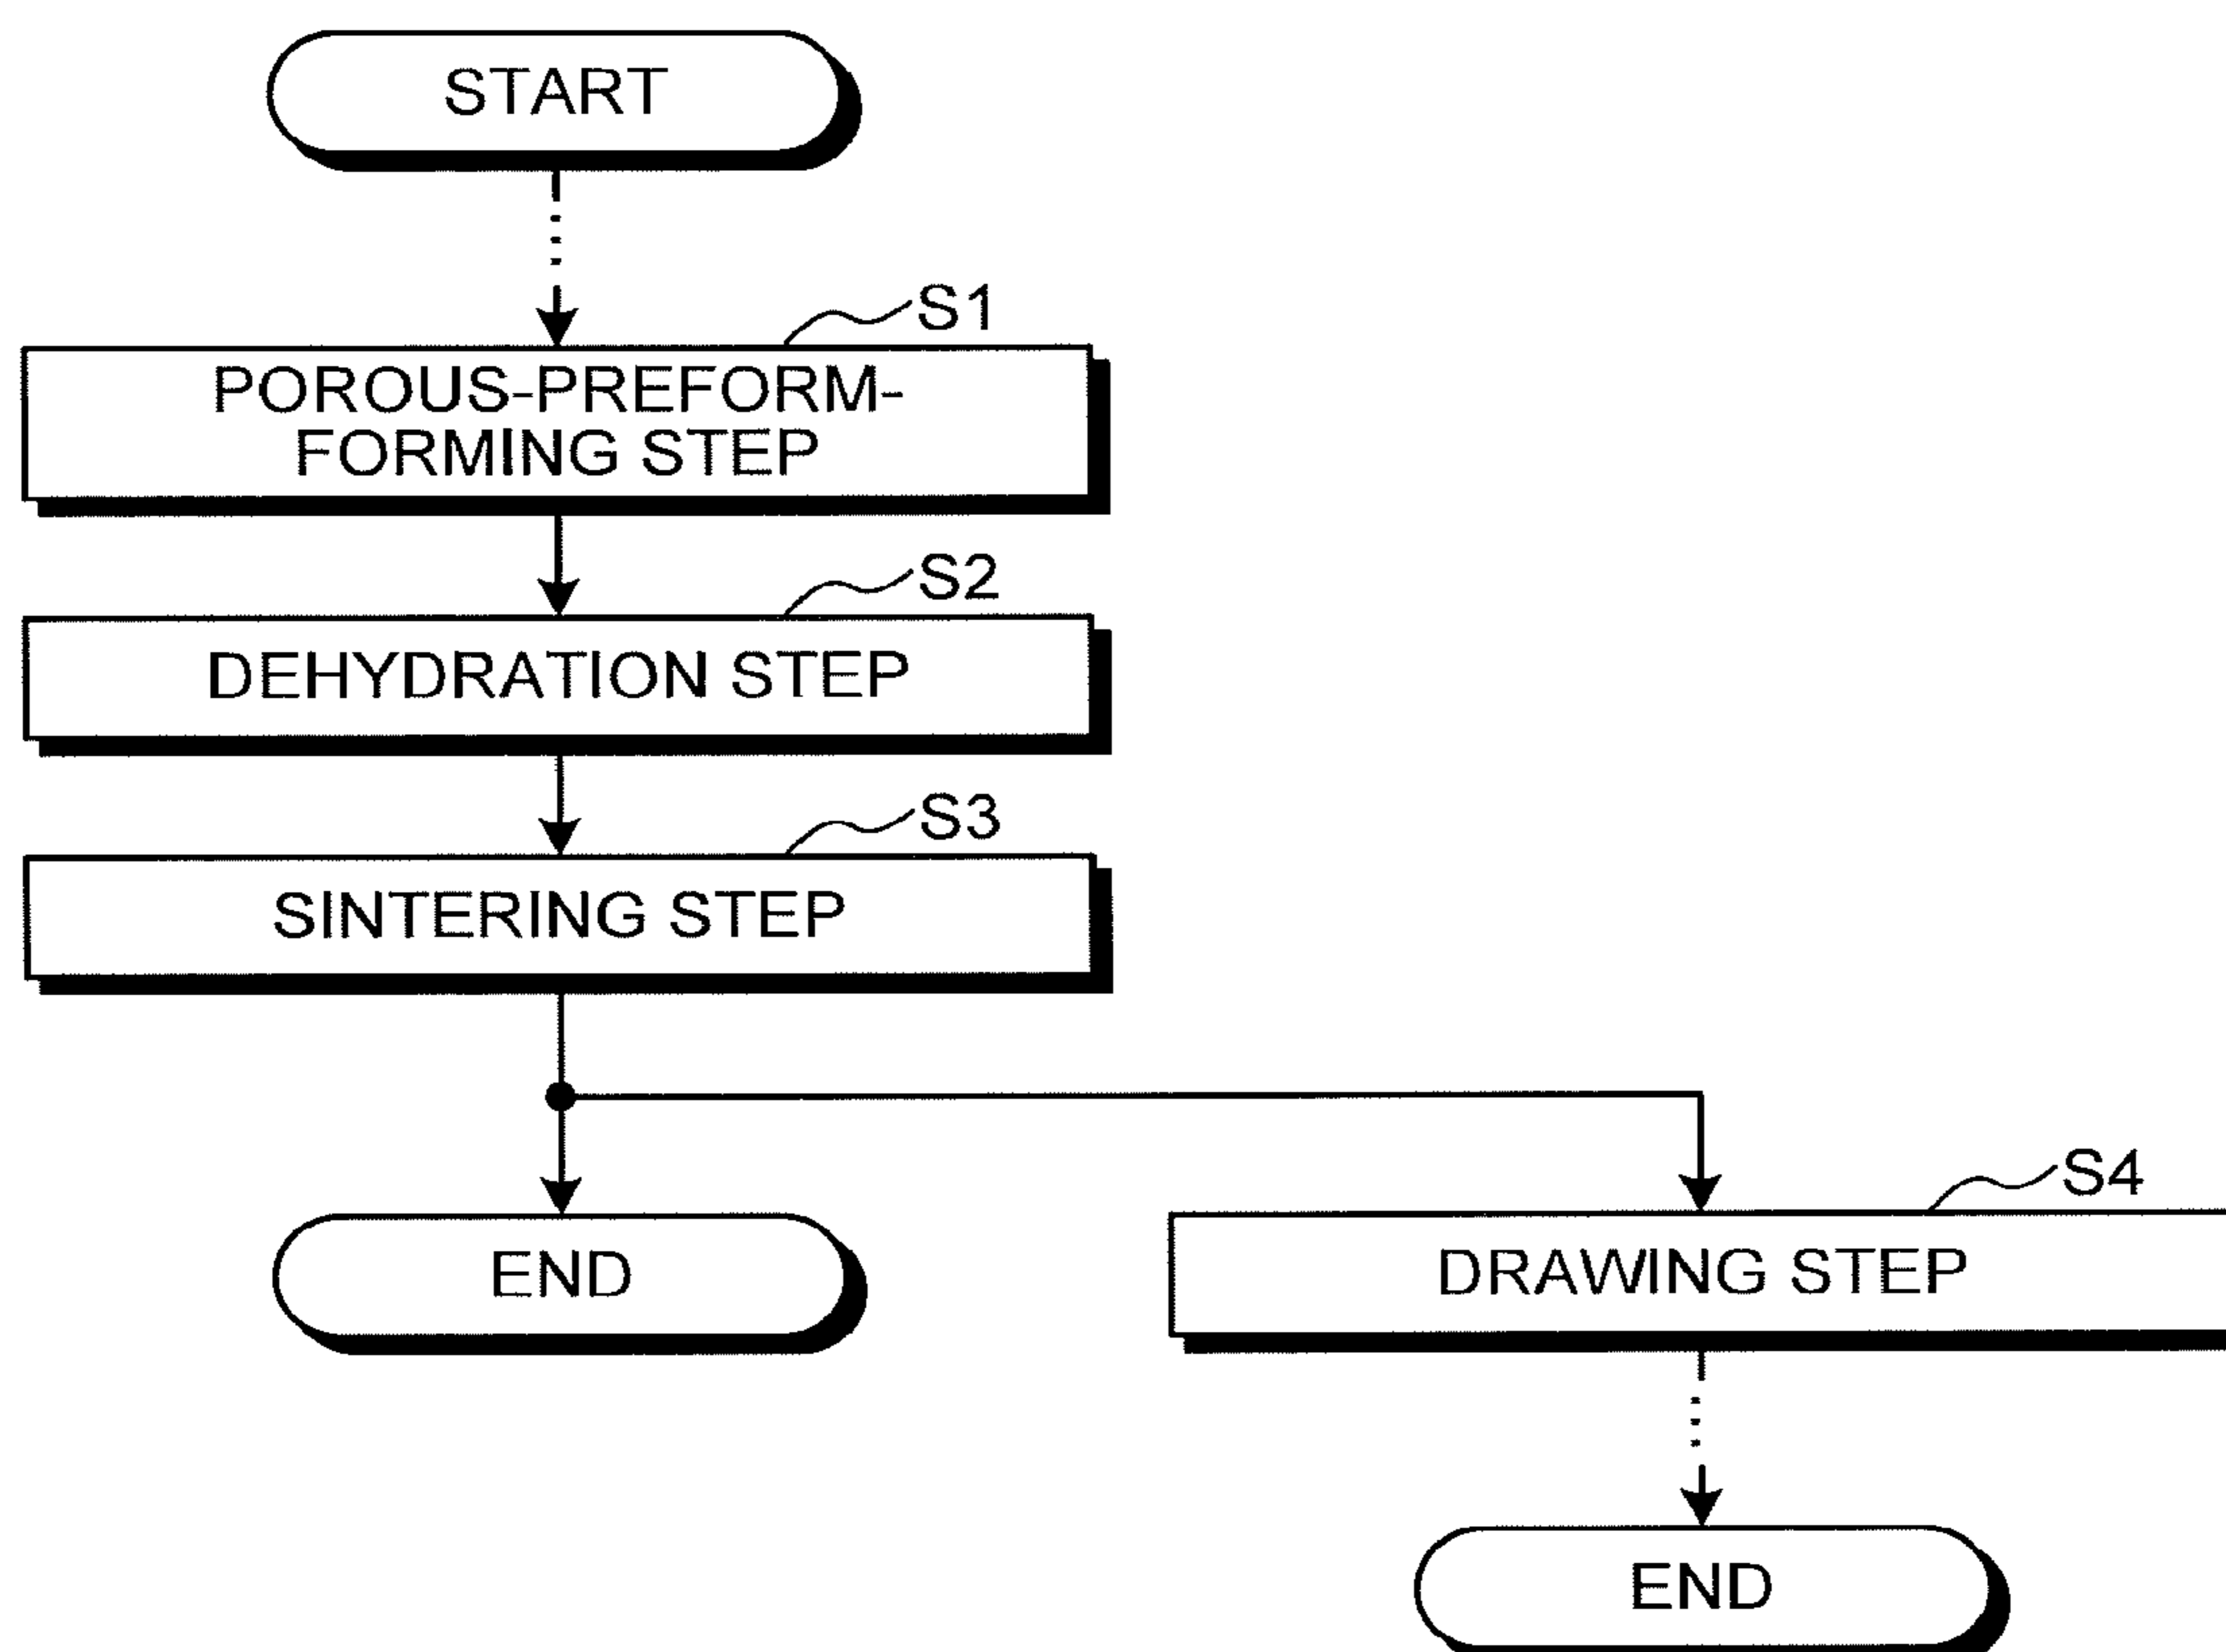 START
S1
POROUS-PREFORM-
FORMING STEP
S2
DEHYDRATION STEP
S3
SINTERING STEP
S4
END
DRAWING STEP
END